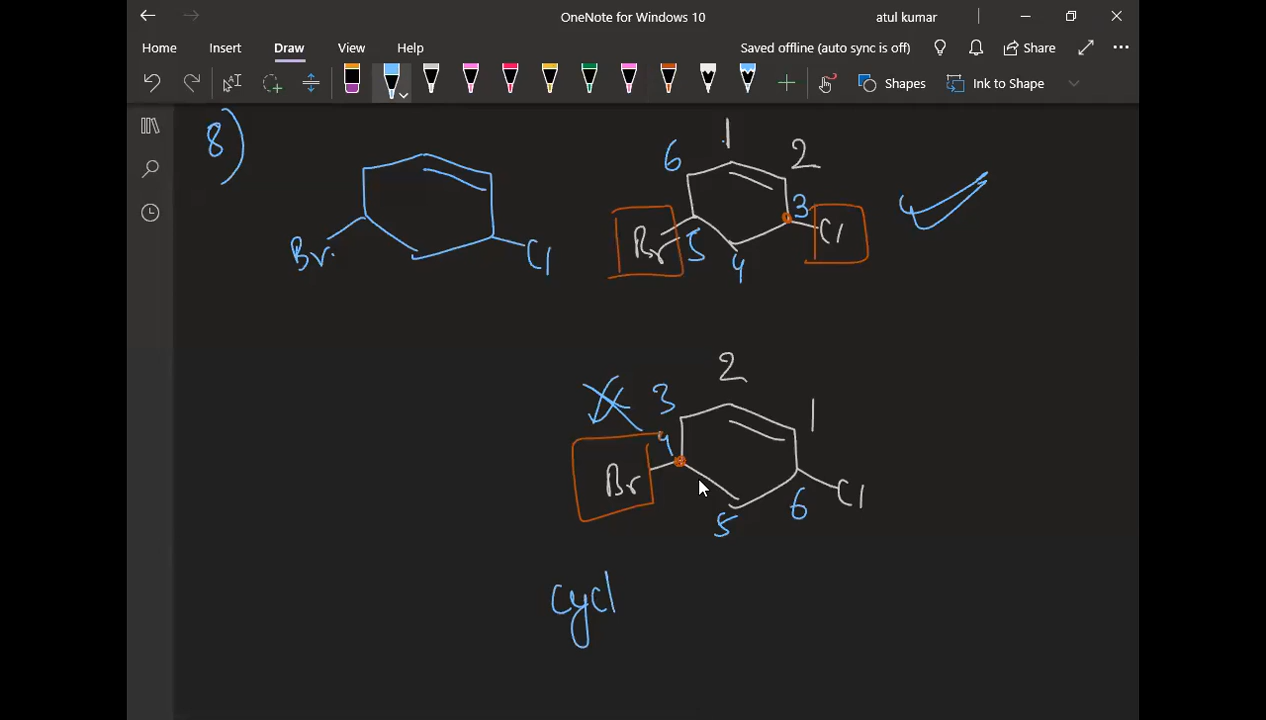 OneNote for Windows 10
atul kumar
Home Insert Draw View Help
Saved offline (auto sync is off)
Share
Shapes
Ink to Shape
8)
Br
Cl
6 1 2
3
Br 5 4 Cl
2
3 1
4
Br
5 6 Cl
cycl